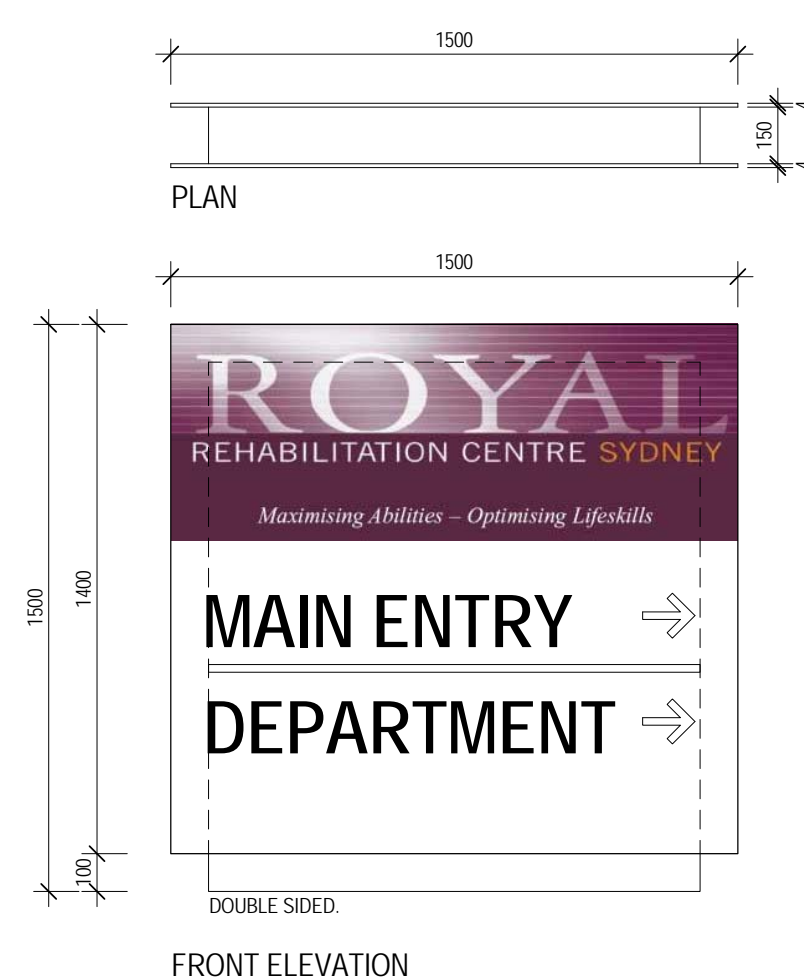 1500
150
PLAN
1500
ROYAL
REHABILITATION CENTRE SYDNEY
Maximising Abilities – Optimising Lifeskills
1500
1400
MAIN ENTRY
DEPARTMENT
100
DOUBLE SIDED.
FRONT ELEVATION